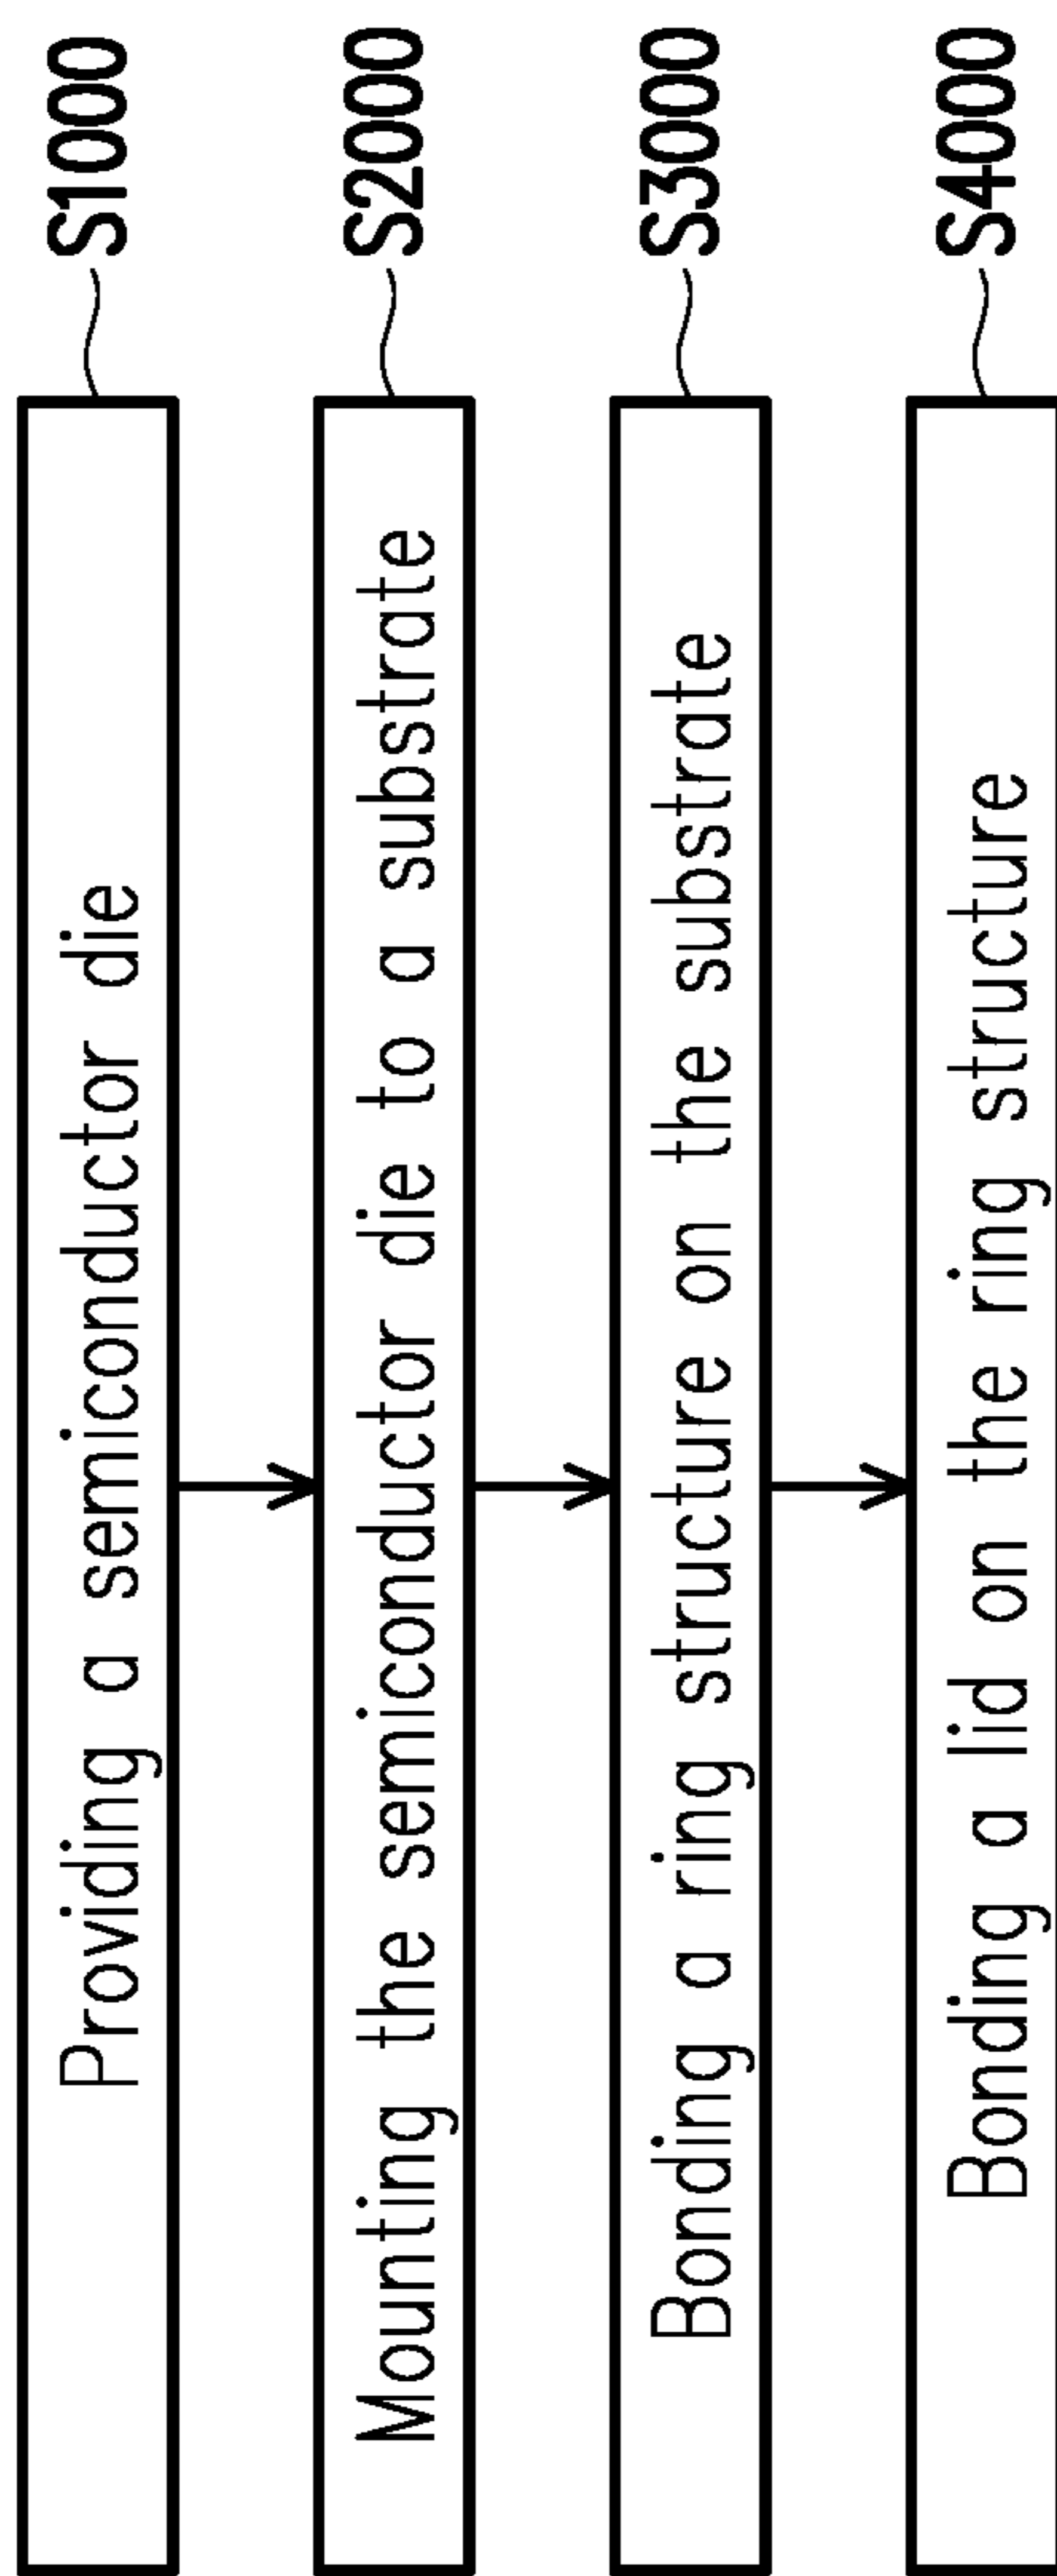 Providing a semiconductor die S1000
Mounting the semiconductor die to a substrate S2000
Bonding a ring structure on the substrate S3000
Bonding a lid on the ring structure S4000